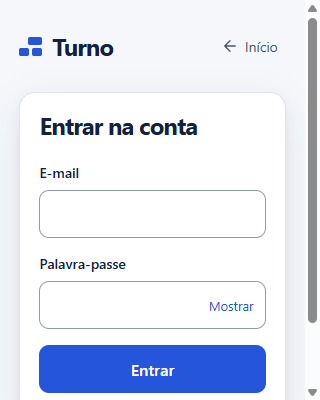 Turno
Início
Entrar na conta
E-mail
Palavra-passe
Mostrar
Entrar